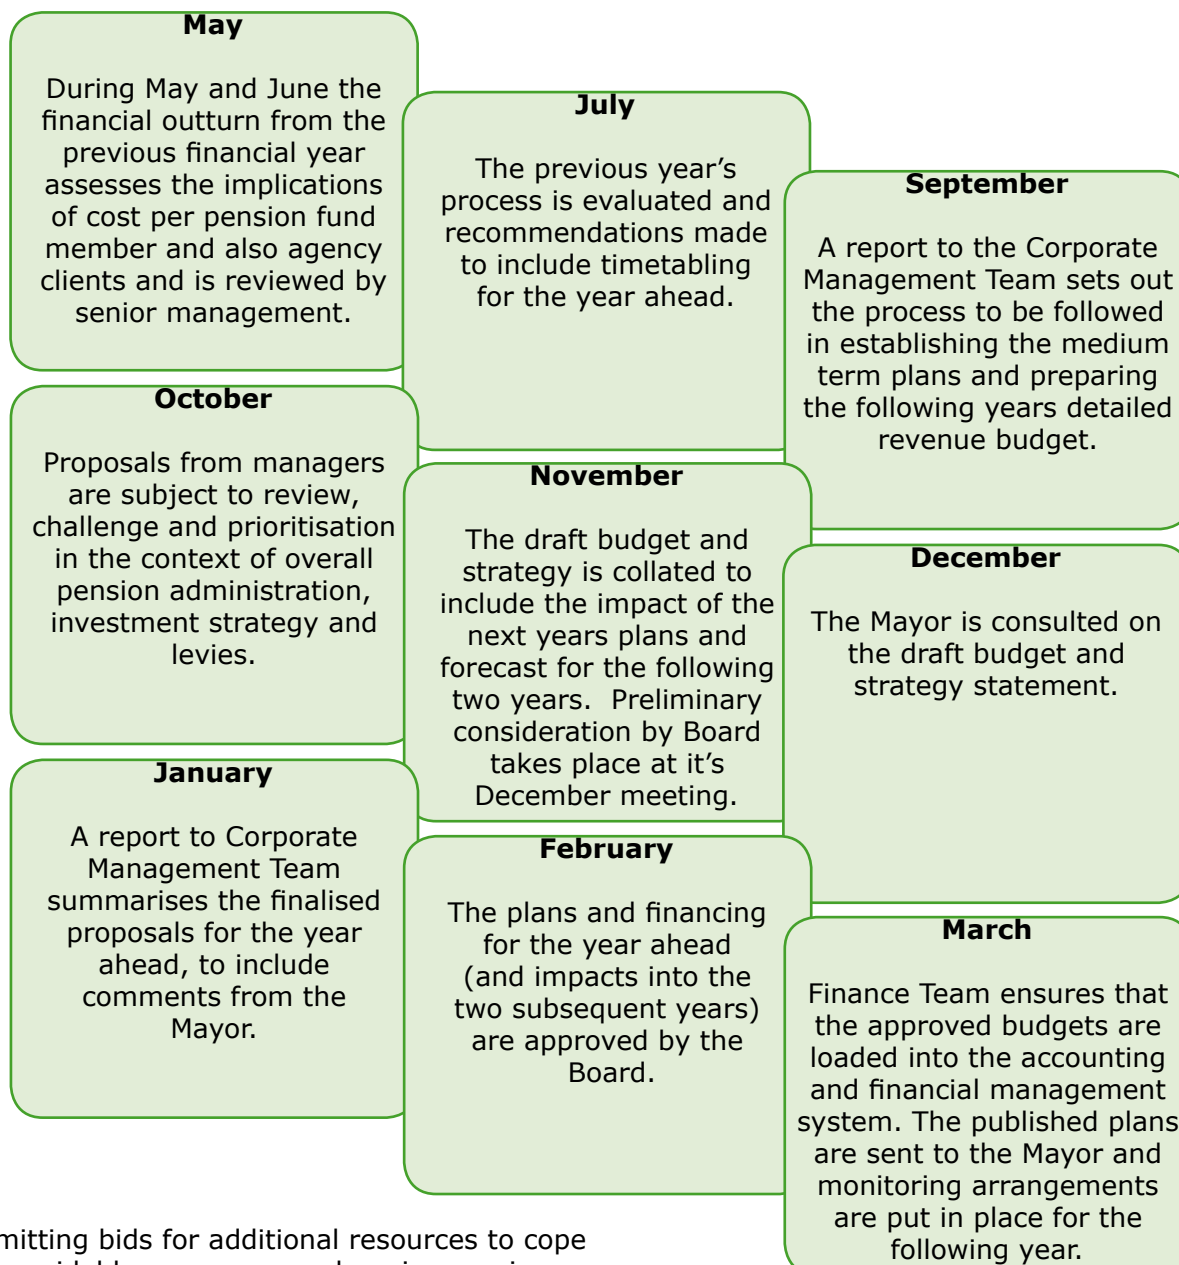 May
During May and June the
financial outturn from the
previous financial year
assesses the implications
of cost per pension fund
member and also agency
clients and is reviewed by
senior management.
July
The previous year’s
process is evaluated and
recommendations made
to include timetabling
for the year ahead.
September
A report to the Corporate
Management Team sets out
the process to be followed
in establishing the medium
term plans and preparing
the following years detailed
revenue budget.
October
Proposals from managers
are subject to review,
challenge and prioritisation
in the context of overall
pension administration,
investment strategy and
levies.
November
The draft budget and
strategy is collated to
include the impact of the
next years plans and
forecast for the following
two years.  Preliminary
consideration by Board
takes place at it’s
December meeting.
December
The Mayor is consulted on
the draft budget and
strategy statement.
January
A report to Corporate
Management Team
summarises the finalised
proposals for the year
ahead, to include
comments from the
Mayor.
February
The plans and financing
for the year ahead
(and impacts into the
two subsequent years)
are approved by the
Board.
March
Finance Team ensures that
the approved budgets are
loaded into the accounting
and financial management
system. The published plans
are sent to the Mayor and
monitoring arrangements
are put in place for the
following year.
mitting bids for additional resources to cope